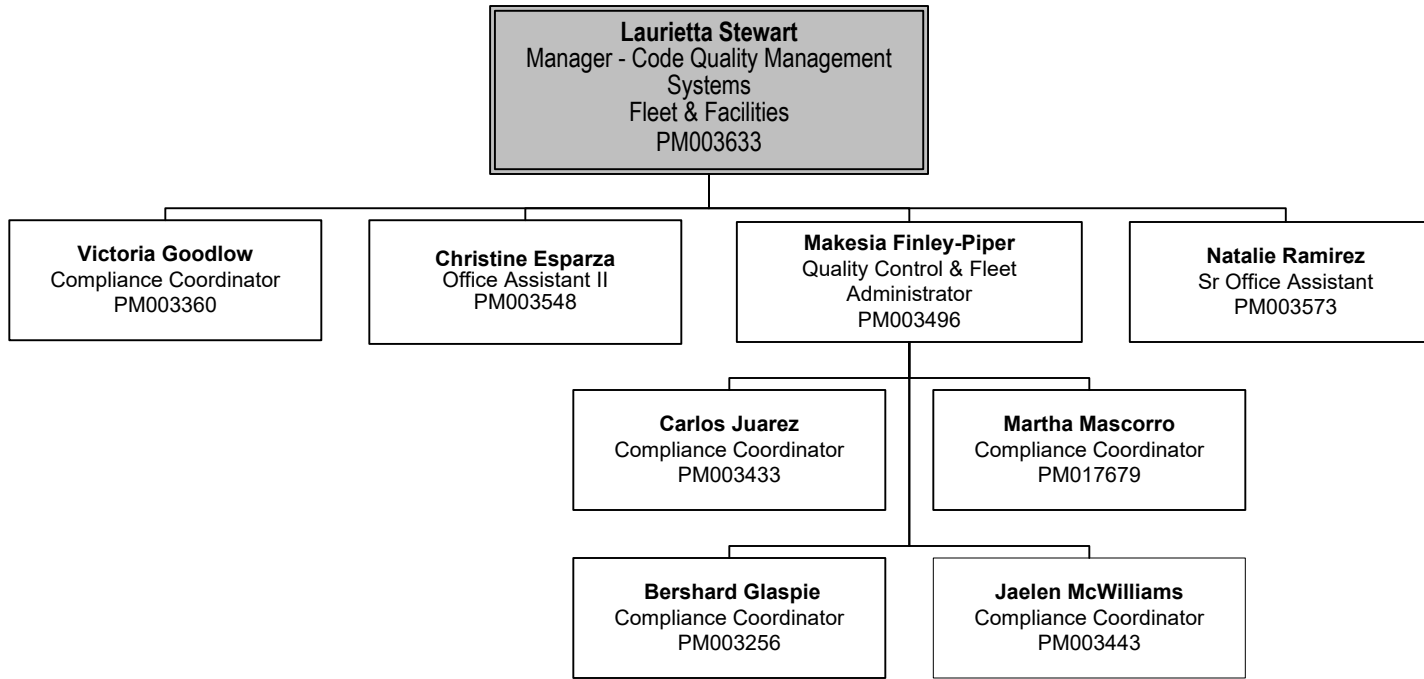 Laurietta Stewart
Manager - Code Quality Management
Systems
Fleet & Facilities
PM003633
Victoria Goodlow
Compliance Coordinator
PM003360
Christine Esparza
Office Assistant II
PM003548
Makesia Finley-Piper
Quality Control & Fleet
Administrator
PM003496
Natalie Ramirez
Sr Office Assistant
PM003573
Carlos Juarez
Compliance Coordinator
PM003433
Martha Mascorro
Compliance Coordinator
PM017679
Bershard Glaspie
Compliance Coordinator
PM003256
Jaelen McWilliams
Compliance Coordinator
PM003443